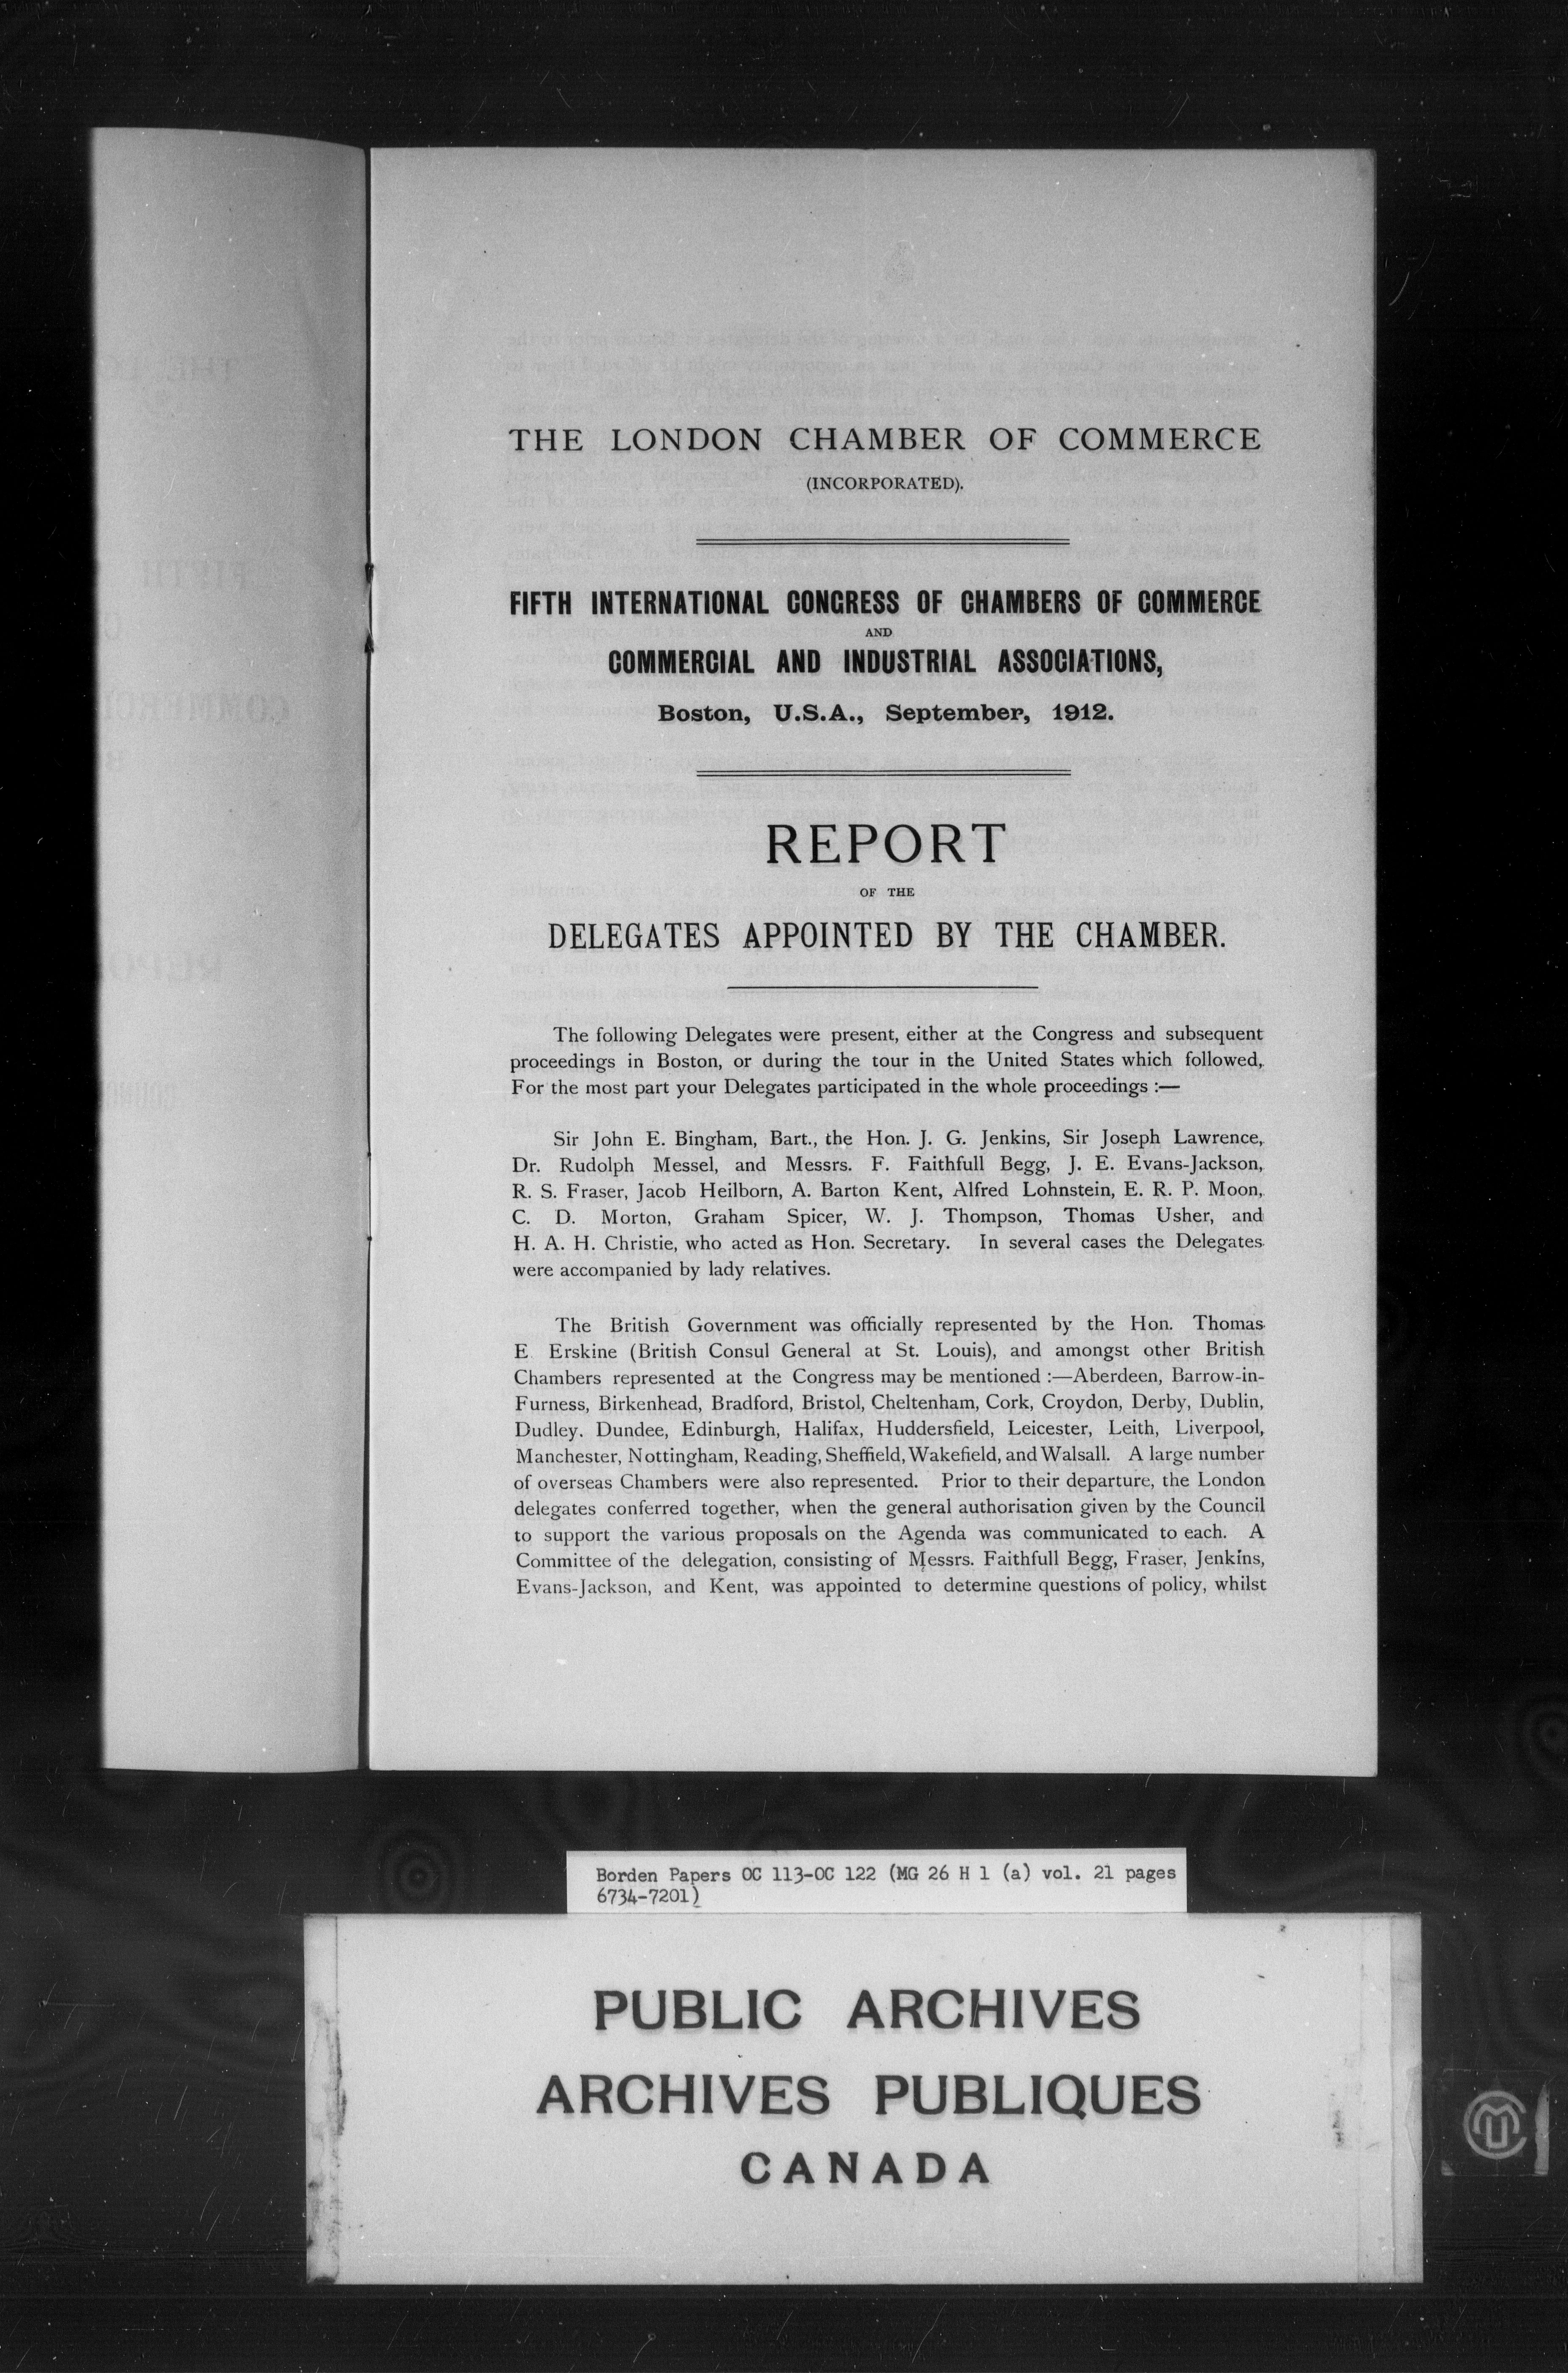 THE LONDON CHAMBER OF COMMERCE
(INCORPORATED).
FIFTH INTERNATIONAL CONGRESS OF CHAMBERS OF COMMERCE
AND
COMMERCIAL AND INDUSTRIAL ASSOCIATIONS,
Boston, U.S.A., September, 1912.
REPORT
OF THE
DELEGATES APPOINTED BY THE CHAMBER.
The following Delegates were present, either at the Congress and subsequent
proceedings in Boston, or during the tour in the United States which followed,
For the most part your Delegates participated in the whole proceedings :—
Sir John E. Bingham, Bart., the Hon. J. G. Jenkins, Sir Joseph Lawrence,
Dr. Rudolph Messel, and Messrs. F. Faithfull Begg, J. E. Evans-Jackson,
R. S. Fraser, Jacob Heilborn, A. Barton Kent, Alfred Lohnstein, E. R. P. Moon,
C. D. Morton, Graham Spicer, W. J. Thompson, Thomas Usher, and
H. A. H. Christie, who acted as Hon. Secretary. In several cases the Delegates
were accompanied by lady relatives.
The British Government was officially represented by the Hon. Thomas
E Erskine (British Consul General at St. Louis), and amongst other British
Chambers represented at the Congress may be mentioned :—Aberdeen, Barrow-in-
Furness, Birkenhead, Bradford, Bristol, Cheltenham, Cork, Croydon, Derby, Dublin,
Dudley. Dundee, Edinburgh, Halifax, Huddersfield, Leicester, Leith, Liverpool,
Manchester, Nottingham, Reading, Sheffield, Wakefield, and Walsall. A large number
of overseas Chambers were also represented. Prior to their departure, the London
delegates conferred together, when the general authorisation given by the Council
to support the various proposals on the Agenda was communicated to each. A
Committee of the delegation, consisting of Messrs. Faithfull Begg, Fraser, Jenkins,
Evans-Jackson, and Kent, was appointed to determine questions of policy, whilst
Borden Papers OC 113-OC 122 (MG 26 H 1 (a) vol. 21 pages
6734-7201)
PUBLIC ARCHIVES
ARCHIVES PUBLIQUES
CANADA